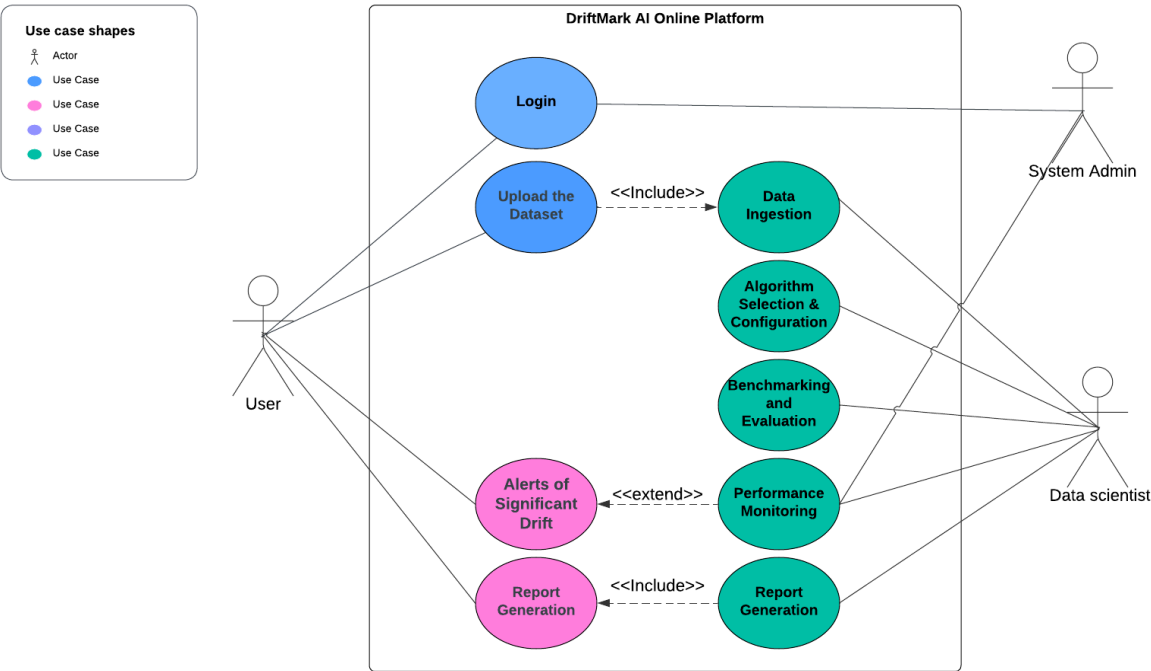 DriftMark AI Online Platform
Use case shapes
Actor
Use Case
Use Case
Use Case
Use Case
Login
System Admin
Upload the
Dataset
<<Include>>
Data
Ingestion
Algorithm
Selection &
Configuration
User
Benchmarking
and
Evaluation
Data scientist
Alerts of
Significant
Drift
<<extend>>
Performance
Monitoring
Report
Generation
<<Include>>
Report
Generation